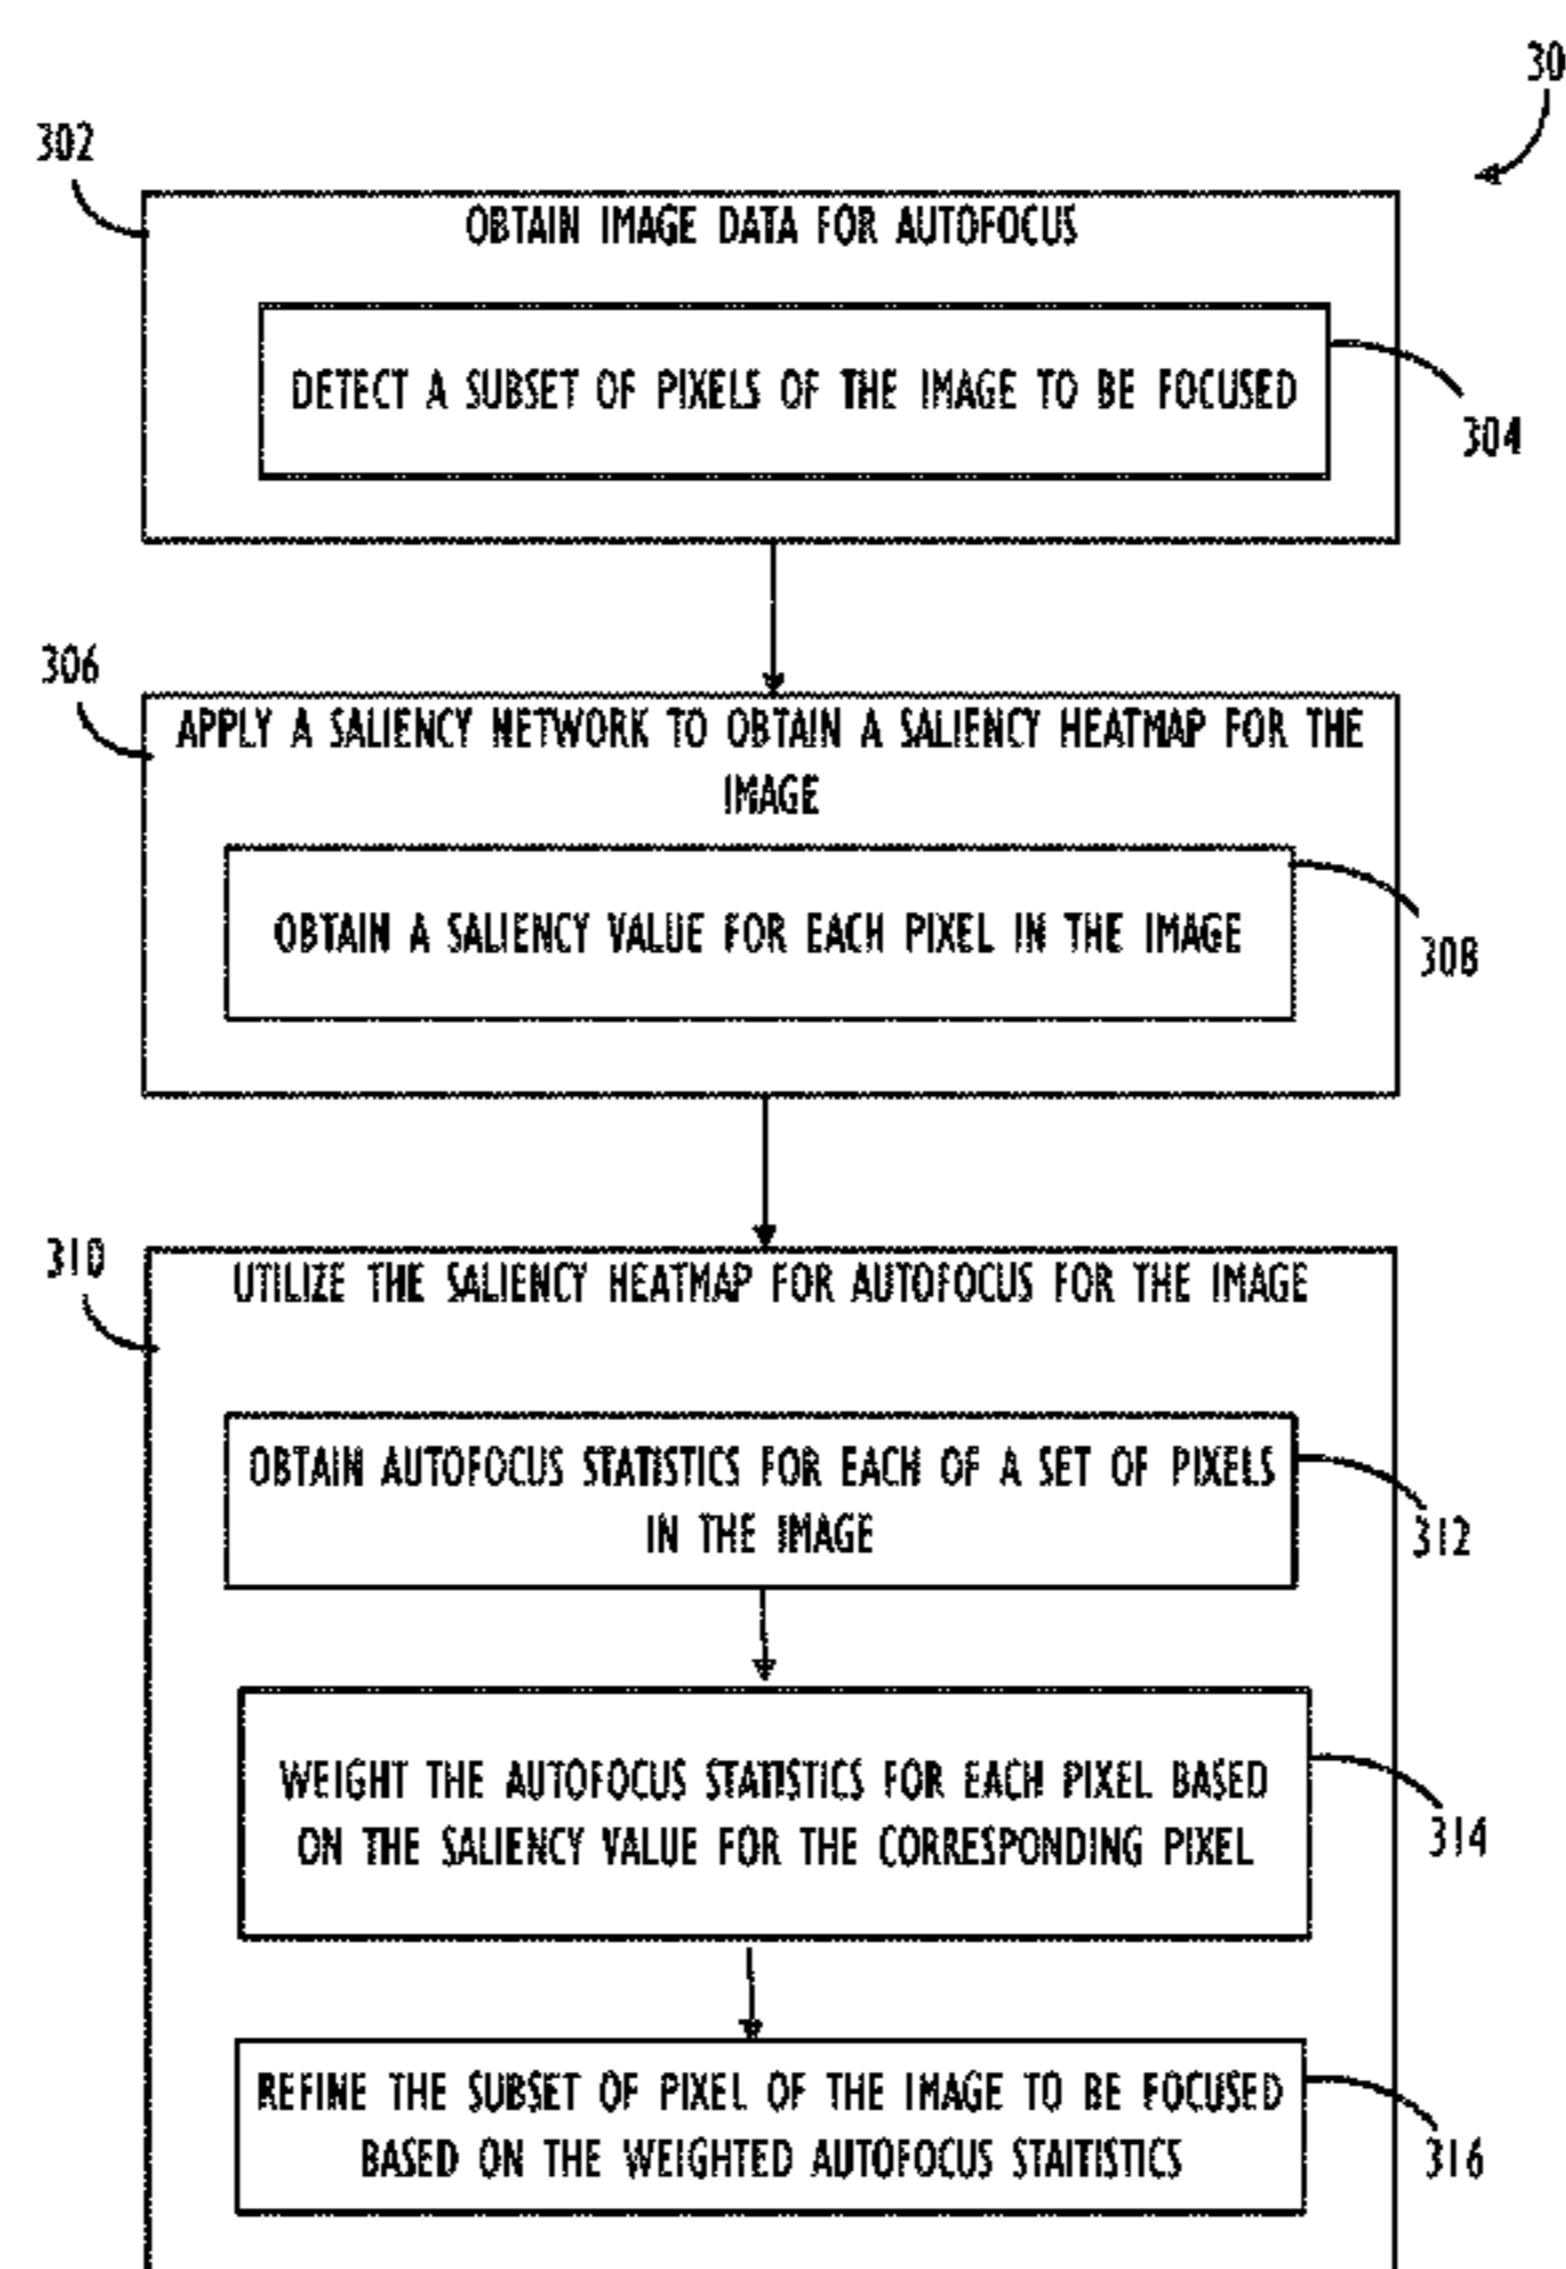 30
302
OBTAIN IMAGE DATA FOR AUTOFOCUS
DETECT A SUBSET OF PIXELS OF THE IMAGE TO BE FOCUSED
304
306
APPLY A SALIENCY NETWORK TO OBTAIN A SALIENCY HEATMAP FOR THE
IMAGE
OBTAIN A SALIENCY VALUE FOR EACH PIXEL IN THE IMAGE
308
310
UTILIZE THE SALIENCY HEATMAP FOR AUTOFOCUS FOR THE IMAGE
OBTAIN AUTOFOCUS STATISTICS FOR EACH OF A SET OF PIXELS
IN THE IMAGE
312
WEIGHT THE AUTOFOCUS STATISTICS FOR EACH PIXEL BASED
ON THE SALIENCY VALUE FOR THE CORRESPONDING PIXEL
314
REFINE THE SUBSET OF PIXEL OF THE IMAGE TO BE FOCUSED
BASED ON THE WEIGHTED AUTOFOCUS STAITISTICS
316